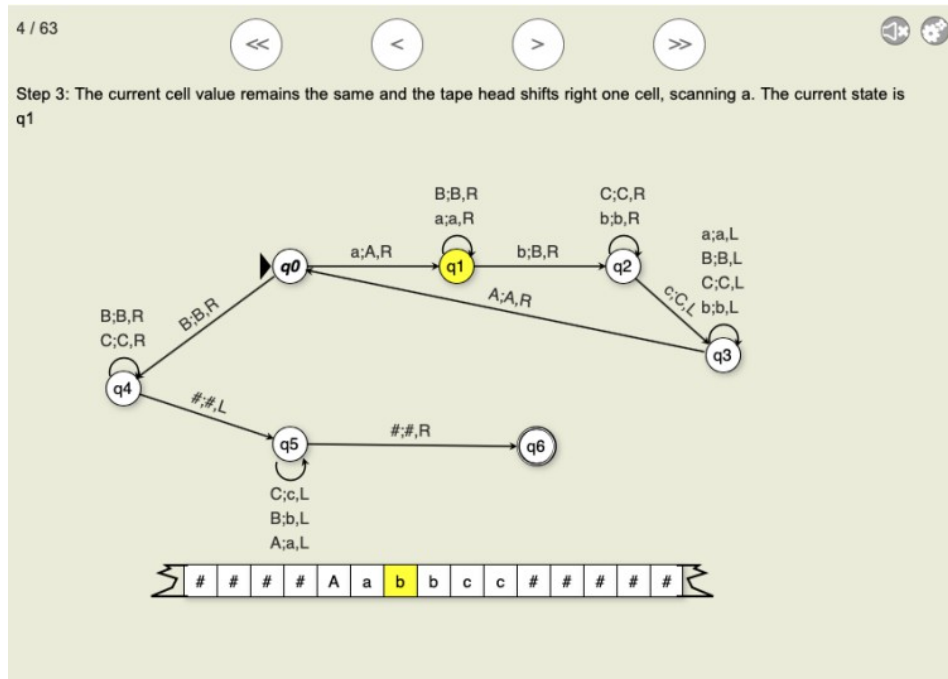 4 / 63
<<
<
>
>>
Step 3: The current cell value remains the same and the tape head shifts right one cell, scanning a. The current state is
q1
B;B,R
a;a,R
C;C,R
b;b,R
a;a,L
B;B,L
C;C,L
b;b,L
q0
a;A,R
q1
b;B,R
q2
c;C,L
A;A,R
q3
B;B,R
B;B,R
C;C,R
q4
#;#,L
q5
#;#,R
q6
C;c,L
B;b,L
A;a,L
# # # # A a b b c c # # # # #